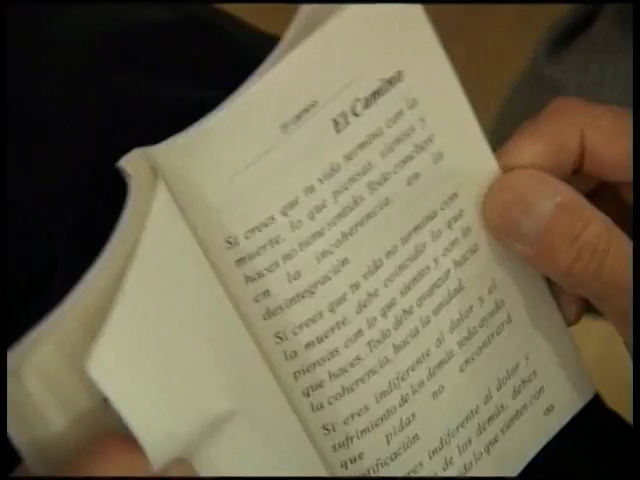 El Camino
Si crees que tu vida termina con la
muerte, lo que piensas, sientes y
haces no tiene sentido. Todo concluye
en la incoherencia, en la
desintegración.
Si crees que tu vida no termina con
la muerte, debe coincidir lo que
piensas con lo que sientes y con lo
que haces. Todo debe avanzar hacia
la coherencia, hacia la unidad.
Si eres indiferente al dolor y el
sufrimiento de los demás, toda ayuda
que pidas no encontrará
eres indiferente al dolor y
de los demás, debes
lo que sientes con